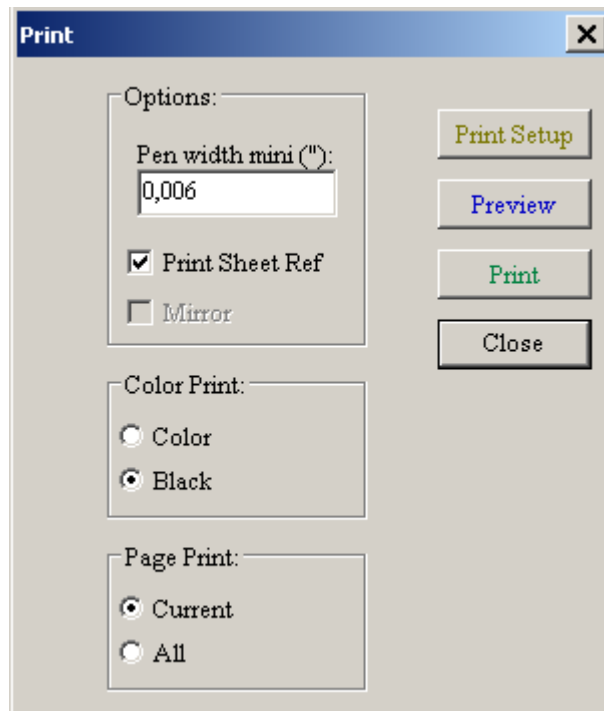 Print
Options:
Pen width mini ("):
0,006
Print Sheet Ref
Mirror
Color Print:
Color
Black
Page Print:
Current
All
Print Setup
Preview
Print
Close